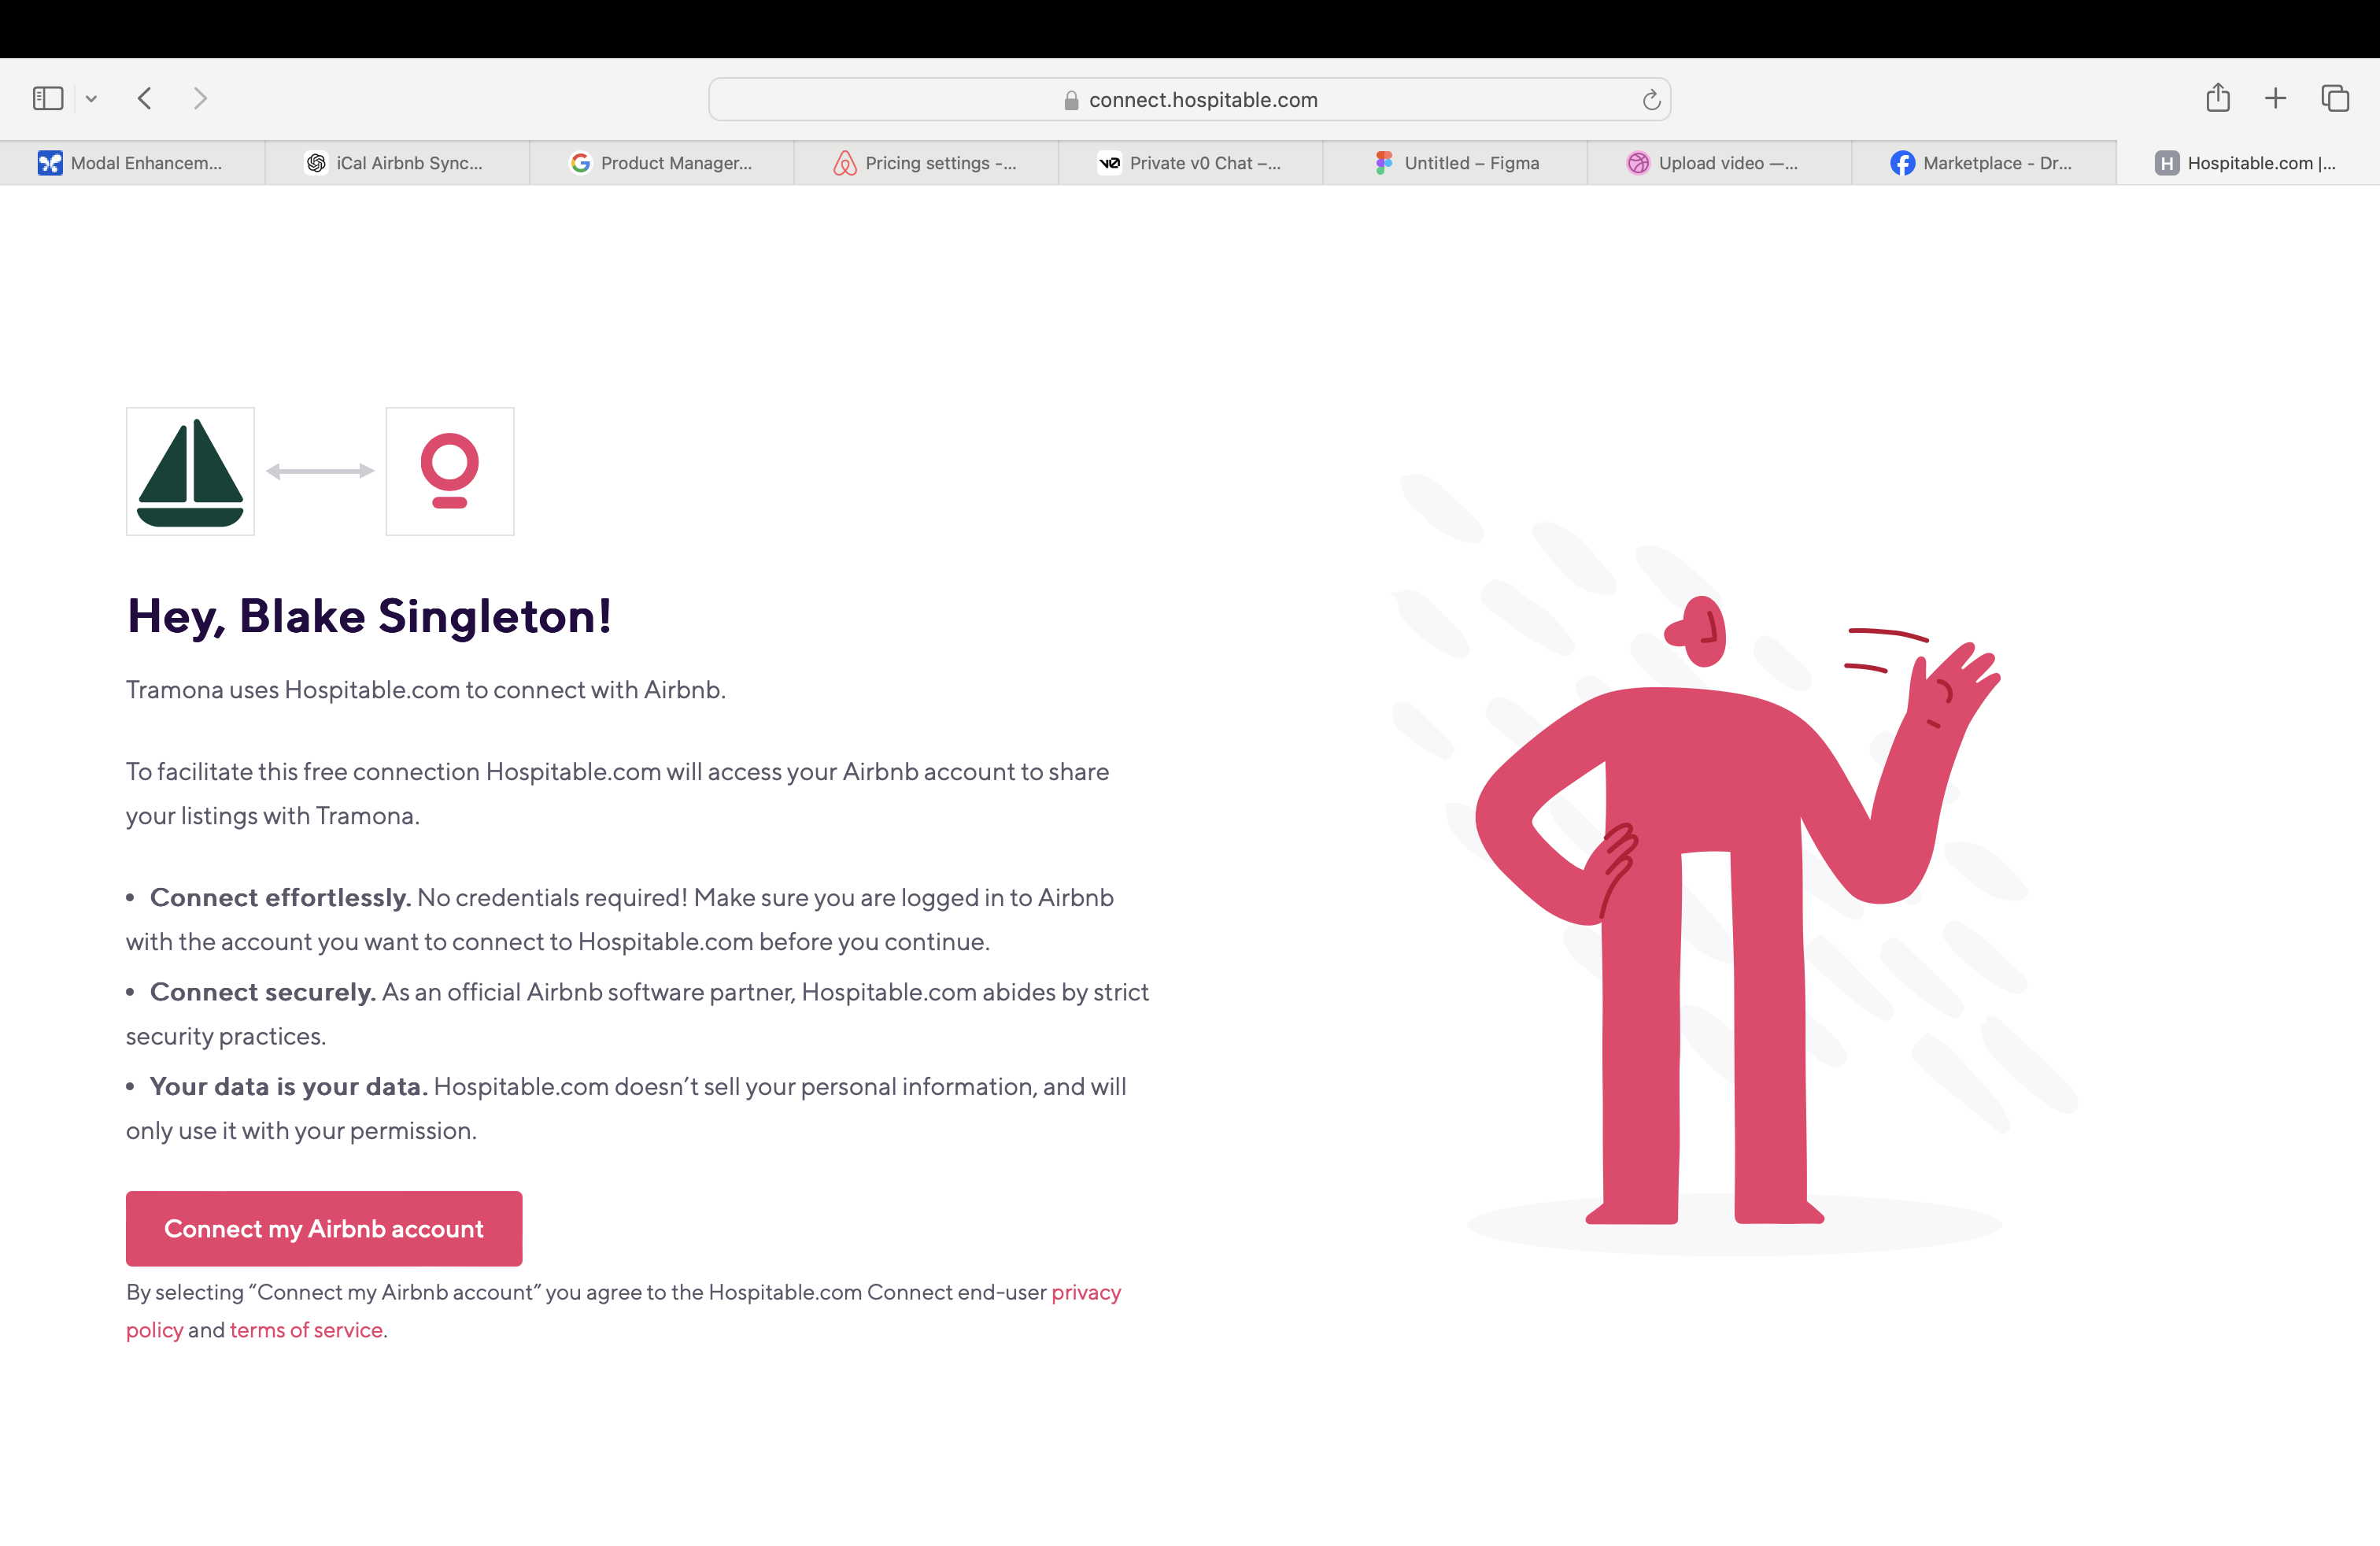 connect.hospitable.com
Modal Enhancem...
iCal Airbnb Sync...
Product Manager...
Pricing settings -...
Private v0 Chat –...
Untitled – Figma
Upload video —...
Marketplace - Dr...
H Hospitable.com |...
Hey, Blake Singleton!
Tramona uses Hospitable.com to connect with Airbnb.
To facilitate this free connection Hospitable.com will access your Airbnb account to share
your listings with Tramona.
• Connect effortlessly. No credentials required! Make sure you are logged in to Airbnb
with the account you want to connect to Hospitable.com before you continue.
• Connect securely. As an official Airbnb software partner, Hospitable.com abides by strict
security practices.
• Your data is your data. Hospitable.com doesn’t sell your personal information, and will
only use it with your permission.
Connect my Airbnb account
By selecting “Connect my Airbnb account” you agree to the Hospitable.com Connect end-user privacy
policy and terms of service.